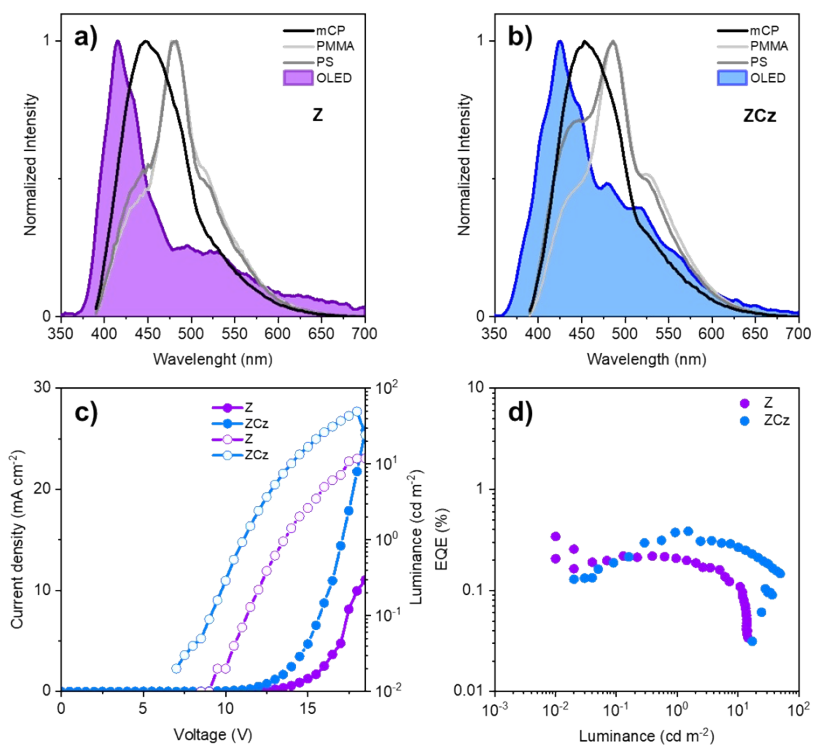 a)
mCP
PMMA
PS
OLED
Z
1
0
Normalized Intensity
350 400 450 500 550 600 650 700
Wavelenght (nm)
b)
mCP
PMMA
PS
OLED
ZCz
1
0
Normalized Intensity
350 400 450 500 550 600 650 700
Wavelength (nm)
c)
Z
ZCz
Z
ZCz
30
20
10
0
Current density (mA cm⁻²)
0 5 10 15
Voltage (V)
10²
10¹
10⁰
10⁻¹
10⁻²
Luminance (cd m⁻²)
d)
Z
ZCz
10
1
0.1
0.01
EQE (%)
10⁻³ 10⁻² 10⁻¹ 10⁰ 10¹ 10²
Luminance (cd m⁻²)